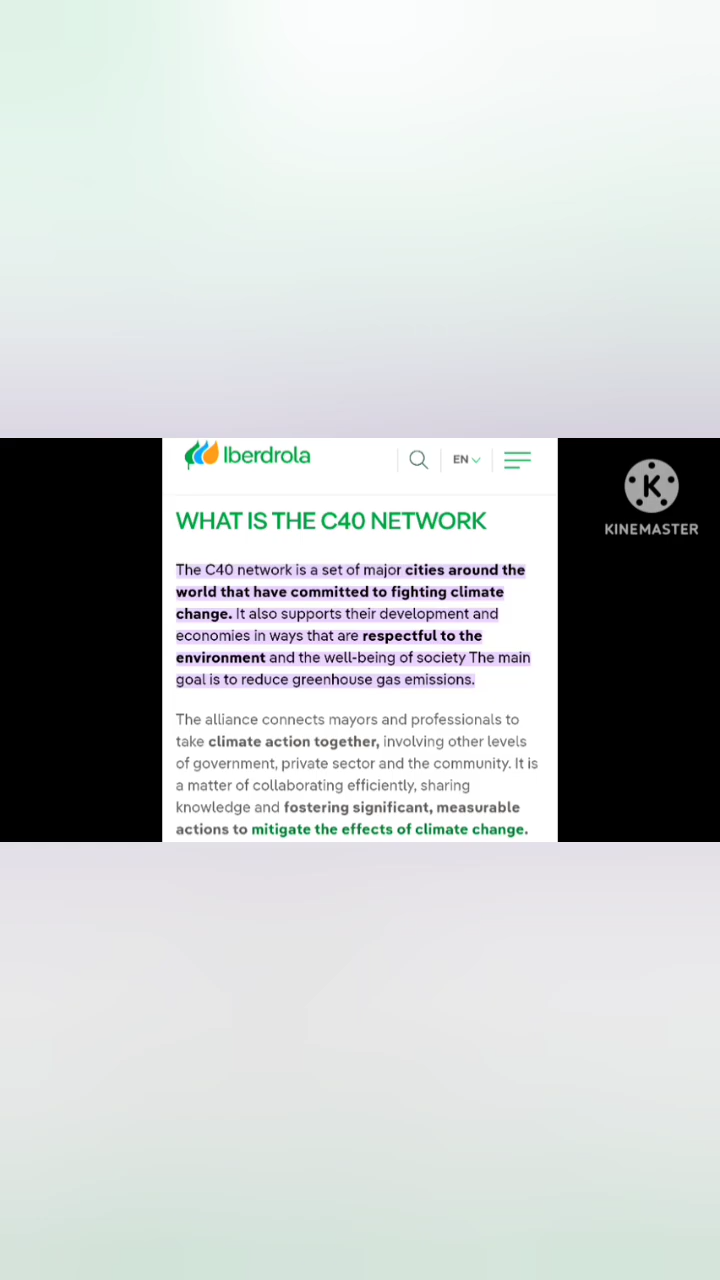 Iberdrola
EN
K
KINEMASTER
WHAT IS THE C40 NETWORK
The C40 network is a set of major cities around the
world that have committed to fighting climate
change. It also supports their development and
economies in ways that are respectful to the
environment and the well-being of society The main
goal is to reduce greenhouse gas emissions.
The alliance connects mayors and professionals to
take climate action together, involving other levels
of government, private sector and the community. It is
a matter of collaborating efficiently, sharing
knowledge and fostering significant, measurable
actions to mitigate the effects of climate change.